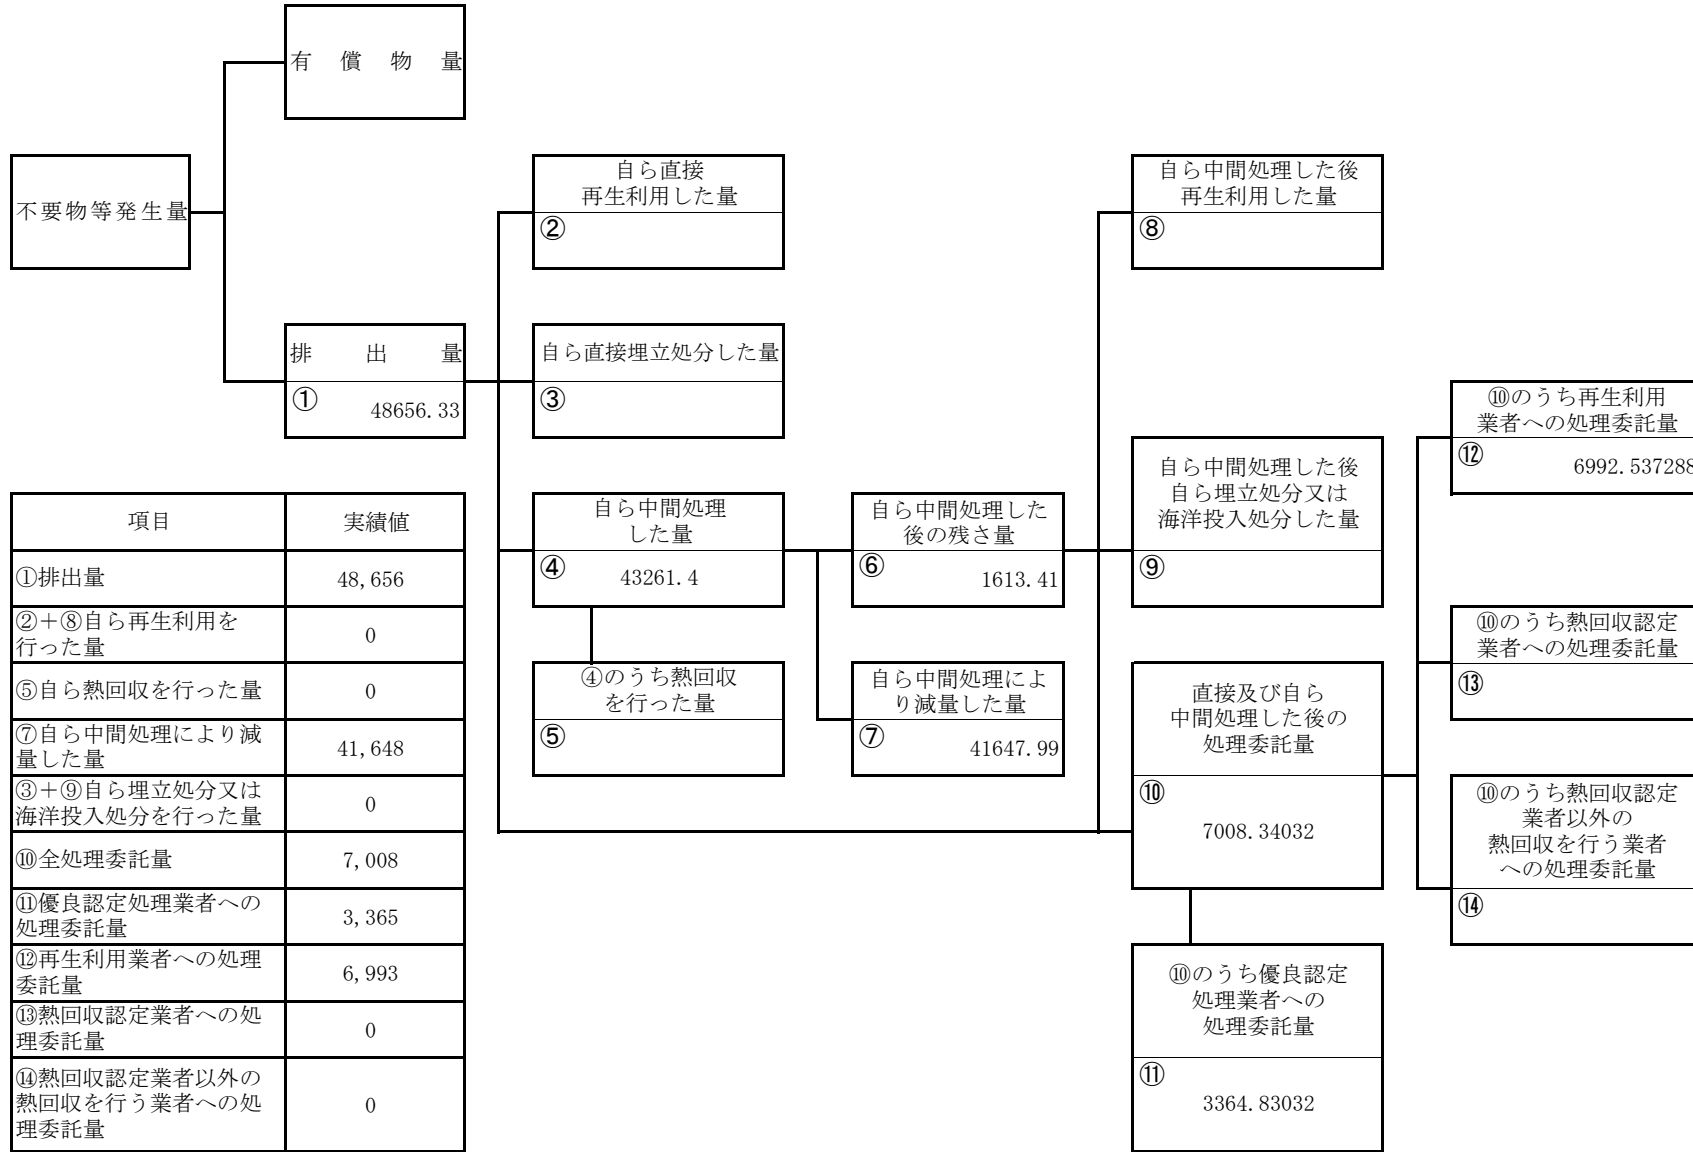 有償物量
不要物等発生量
排出量
①
48656.33
自ら直接
再生利用した量
②
自ら直接埋立処分した量
③
自ら中間処理
した量
④
43261.4
④のうち熱回収
を行った量
⑤
自ら中間処理した
後の残さ量
⑥
1613.41
自ら中間処理によ
り減量した量
⑦
41647.99
自ら中間処理した後
再生利用した量
⑧
自ら中間処理した後
自ら埋立処分又は
海洋投入処分した量
⑨
直接及び自ら
中間処理した後の
処理委託量
⑩
7008.34032
⑩のうち優良認定
処理業者への
処理委託量
⑪
3364.83032
⑩のうち再生利用
業者への処理委託量
⑫
6992.537288
⑩のうち熱回収認定
業者への処理委託量
⑬
⑩のうち熱回収認定
業者以外の
熱回収を行う業者
への処理委託量
⑭
項目 実績値
①排出量 48,656
②＋⑧自ら再生利用を
行った量 0
⑤自ら熱回収を行った量 0
⑦自ら中間処理により減
量した量 41,648
③＋⑨自ら埋立処分又は
海洋投入処分を行った量 0
⑩全処理委託量 7,008
⑪優良認定処理業者への
処理委託量 3,365
⑫再生利用業者への処理
委託量 6,993
⑬熱回収認定業者への処
理委託量 0
⑭熱回収認定業者以外の
熱回収を行う業者への処
理委託量 0